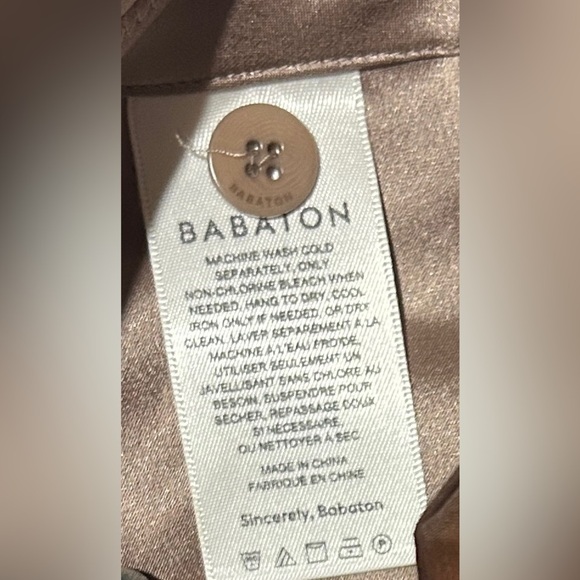 BABATON
BABATON
MACHINE WASH COLD
SEPARATELY, ONLY
NON-CHLORINE BLEACH WHEN
NEEDED, HANG TO DRY, COOL
IRON ONLY IF NEEDED, OR DRY
CLEAN. LAVER SÉPARÉMENT À LA
MACHINE À L'EAU FROIDE,
UTILISER SEULEMENT UN
JAVELLISANT SANS CHLORE AU
BESOIN, SUSPENDRE POUR
SÉCHER, REPASSAGE DOUX
SI NÉCESSAIRE,
OU NETTOYER À SEC
MADE IN CHINA
FABRIQUÉ EN CHINE
Sincerely, Babaton
P